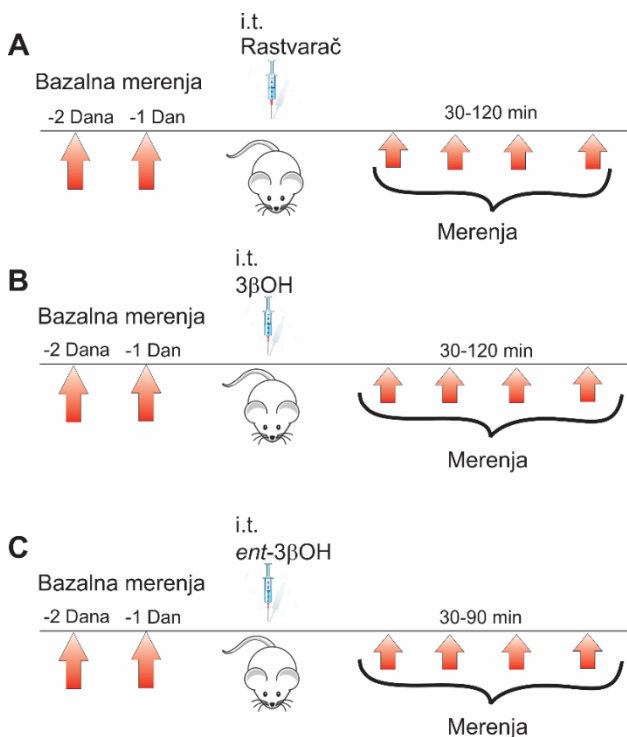 A
i.t.
Rastvarač
Bazalna merenja
-2 Dana -1 Dan
30-120 min
Merenja
B
i.t.
3βOH
Bazalna merenja
-2 Dana -1 Dan
30-120 min
Merenja
C
i.t.
ent-3βOH
Bazalna merenja
-2 Dana -1 Dan
30-90 min
Merenja